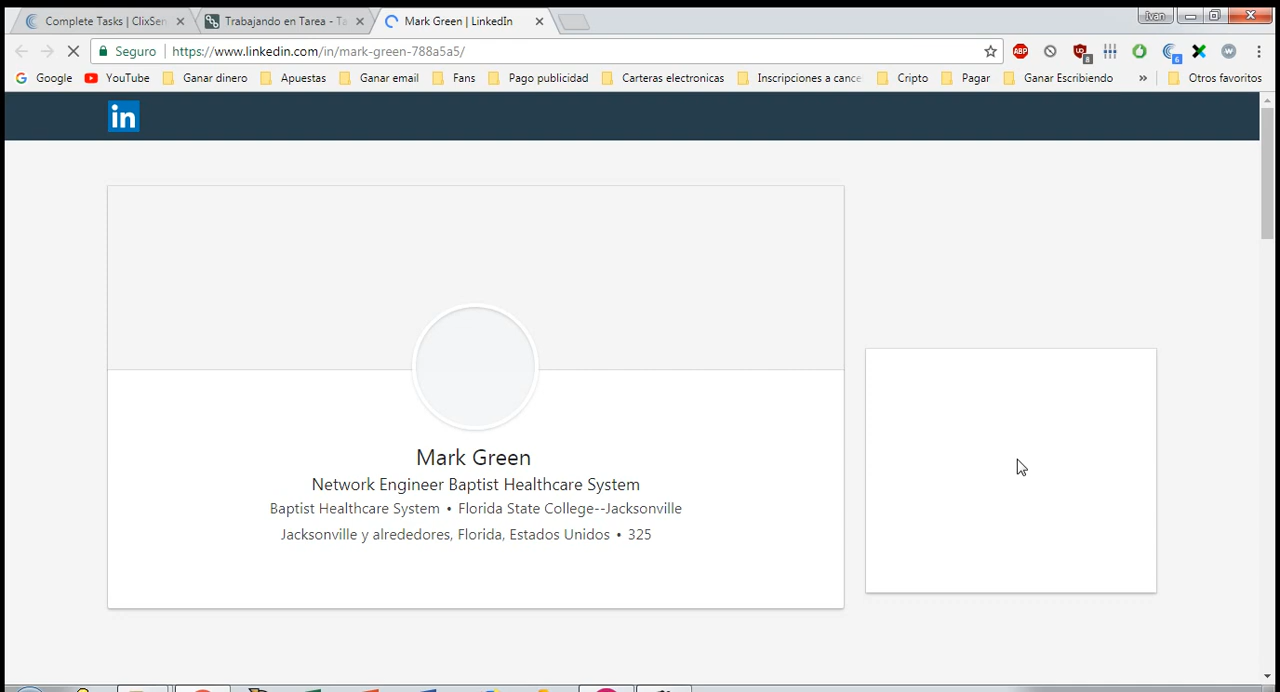 Complete Tasks | ClixSen
Trabajando en Tarea - Ta
Mark Green | LinkedIn
Ivan
Seguro
https://www.linkedin.com/in/mark-green-788a5a5/
ABP
8
6
W
Google
YouTube
Ganar dinero
Apuestas
Ganar email
Fans
Pago publicidad
Carteras electronicas
Inscripciones a cance
Cripto
Pagar
Ganar Escribiendo
»
Otros favoritos
in
Mark Green
Network Engineer Baptist Healthcare System
Baptist Healthcare System • Florida State College--Jacksonville
Jacksonville y alrededores, Florida, Estados Unidos • 325